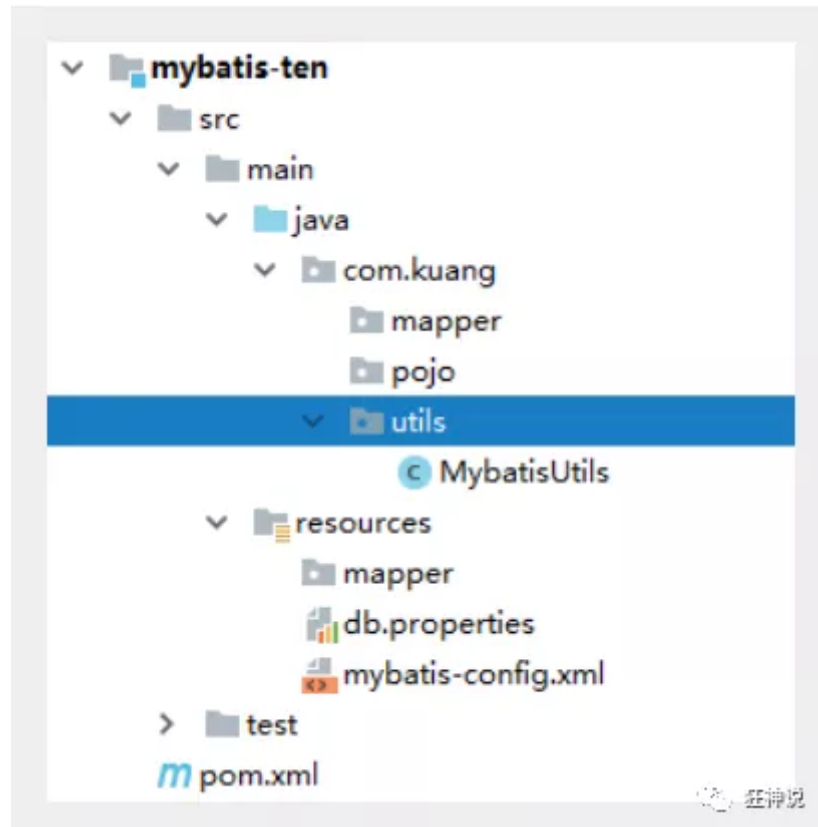 mybatis-ten
src
main
java
com.kuang
mapper
pojo
utils
C MybatisUtils
resources
mapper
db.properties
mybatis-config.xml
test
m pom.xml
狂神说